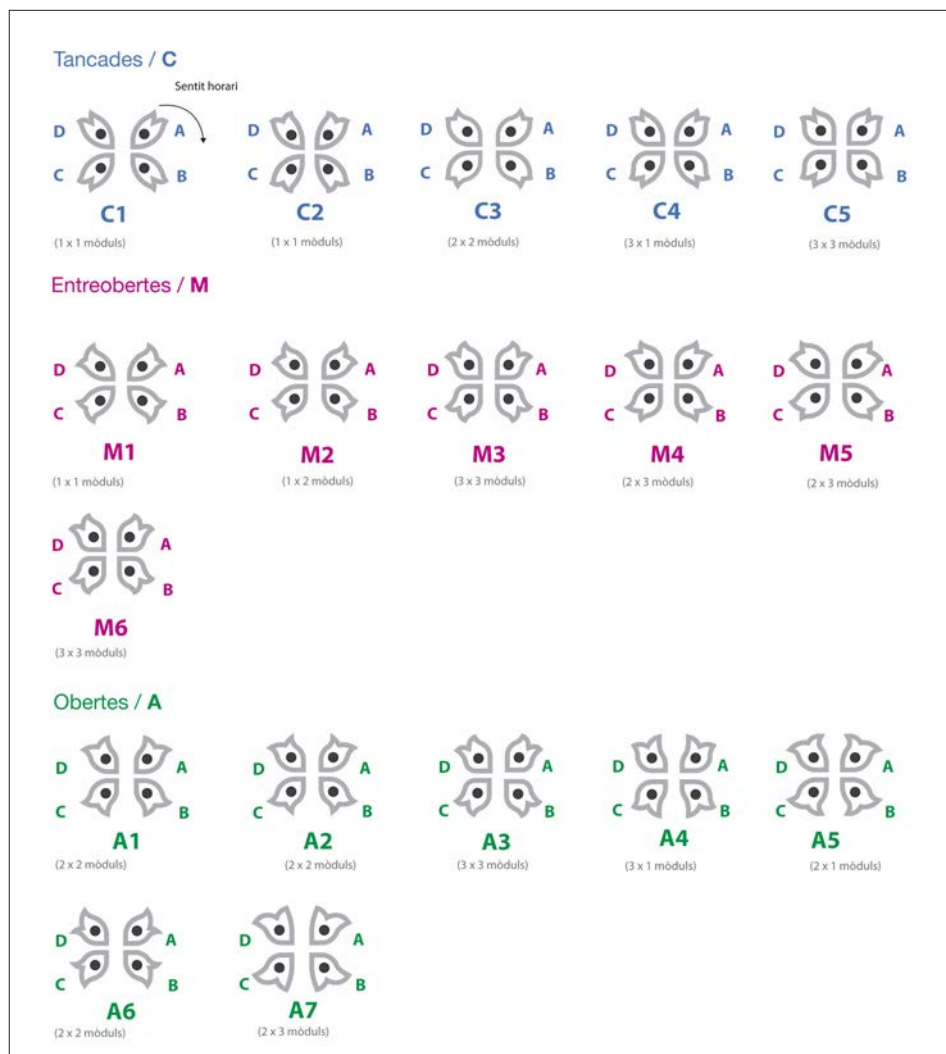 Tancades / C
Sentit horari
D A D A D A D A D A
C B C B C B C B C B
C1 C2 C3 C4 C5
(1 x 1 mòduls) (1 x 1 mòduls) (2 x 2 mòduls) (3 x 1 mòduls) (3 x 3 mòduls)
Entreobertes / M
D A D A D A D A D A
C B C B C B C B C B
M1 M2 M3 M4 M5
(1 x 1 mòduls) (1 x 2 mòduls) (3 x 3 mòduls) (2 x 3 mòduls) (2 x 3 mòduls)
D A
C B
M6
(3 x 3 mòduls)
Obertes / A
D A D A D A D A D A
C B C B C B C B C B
A1 A2 A3 A4 A5
(2 x 2 mòduls) (2 x 2 mòduls) (3 x 3 mòduls) (3 x 1 mòduls) (2 x 1 mòduls)
D A D A
C B C B
A6 A7
(2 x 2 mòduls) (2 x 3 mòduls)